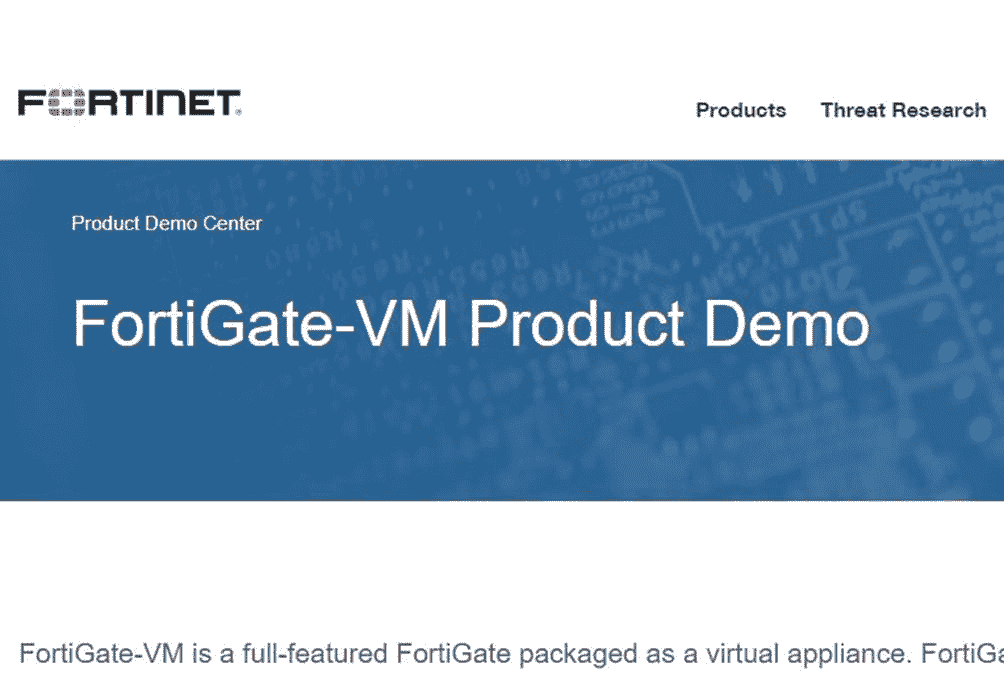 FORTINET
Products Threat Research
Product Demo Center
FortiGate-VM Product Demo
FortiGate-VM is a full-featured FortiGate packaged as a virtual appliance.